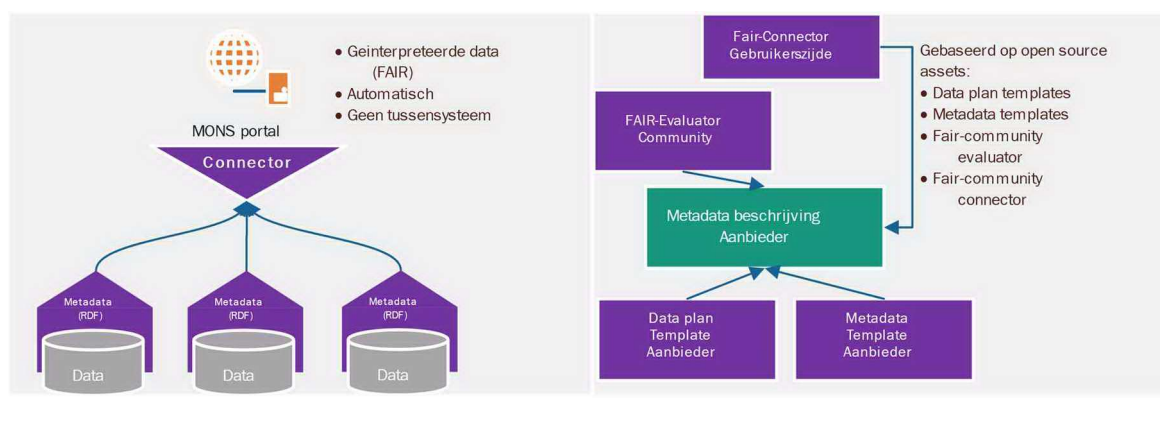 ● Geinterpreteerde data
(FAIR)
● Automatisch
● Geen tussensysteem
MONS portal
Connector
Metadata
(RDF)
Data
Metadata
(RDF)
Data
Metadata
(RDF)
Data
Fair-Connector
Gebruikerszijde
FAIR-Evaluator
Community
Gebaseerd op open source
assets:
● Data plan templates
● Metadata templates
● Fair-community
evaluator
● Fair-community
connector
Metadata beschrijving
Aanbieder
Data plan
Template
Aanbieder
Metadata
Template
Aanbieder